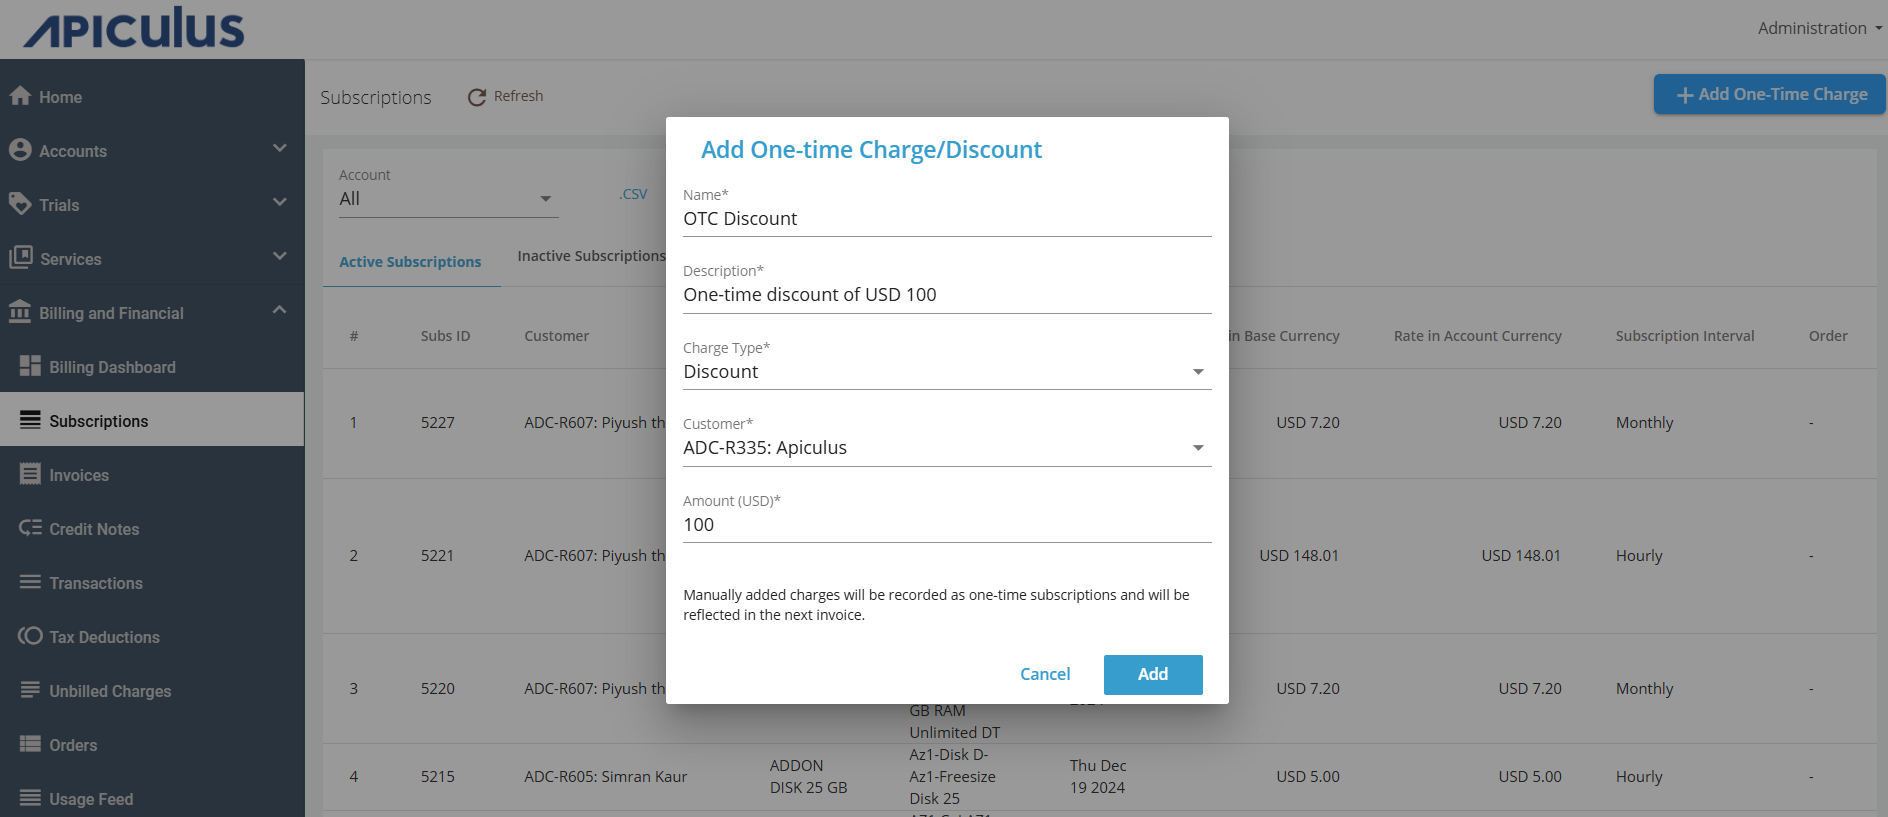 APICULUS
Administration
Home
Accounts
Trials
Services
Billing and Financial
Billing Dashboard
Subscriptions
Invoices
Credit Notes
Transactions
Tax Deductions
Unbilled Charges
Orders
Usage Feed
Subscriptions
Refresh
Add One-Time Charge
Account
All
.CSV
Active Subscriptions
Inactive Subscriptions
# Subs ID Customer in Base Currency Rate in Account Currency Subscription Interval Order
1 5227 ADC-R607: Piyush th USD 7.20 USD 7.20 Monthly -
2 5221 ADC-R607: Piyush th USD 148.01 USD 148.01 Hourly -
3 5220 ADC-R607: Piyush th USD 7.20 USD 7.20 Monthly -
GB RAM
Unlimited DT
4 5215 ADC-R605: Simran Kaur
ADDON
DISK 25 GB
Az1-Disk D-
Az1-Freesize
Disk 25
Thu Dec
19 2024
USD 5.00 USD 5.00 Hourly -
Add One-time Charge/Discount
Name*
OTC Discount
Description*
One-time discount of USD 100
Charge Type*
Discount
Customer*
ADC-R335: Apiculus
Amount (USD)*
100
Manually added charges will be recorded as one-time subscriptions and will be
reflected in the next invoice.
Cancel
Add